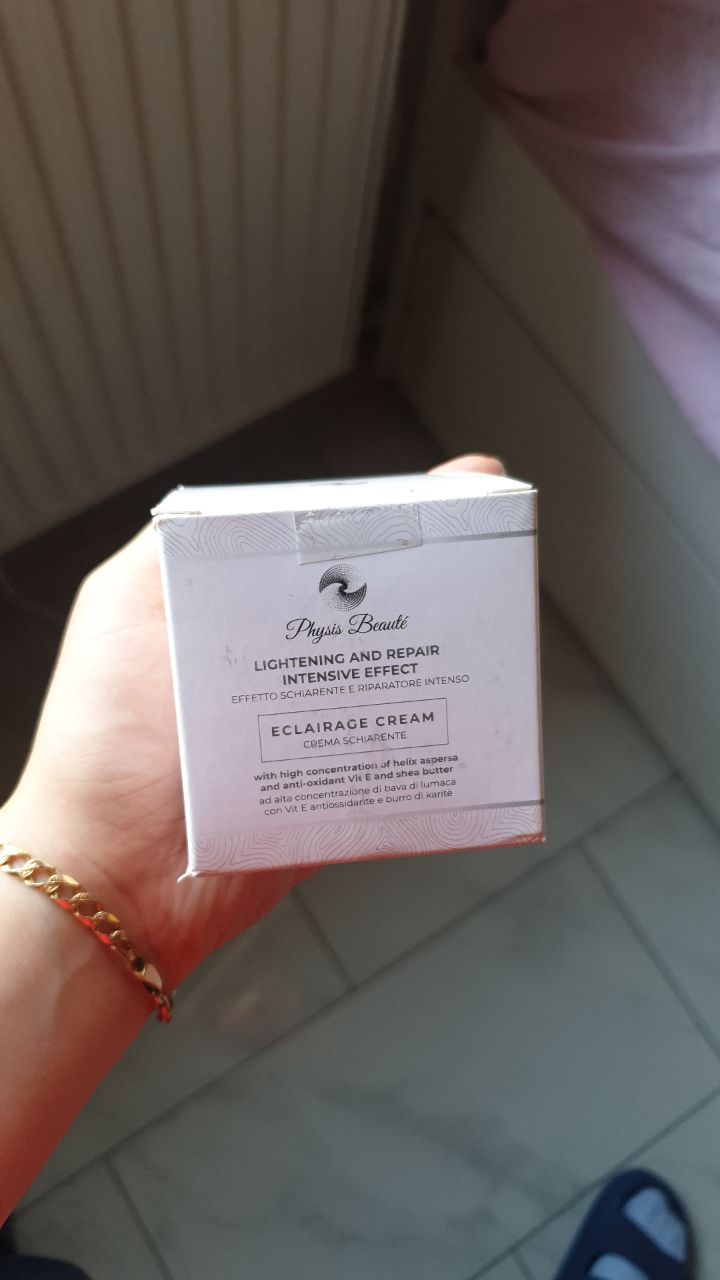 Physis Beauté
LIGHTENING AND REPAIR
INTENSIVE EFFECT
EFFETTO SCHIARENTE E RIPARATORE INTENSO
ECLAIRAGE CREAM
CREMA SCHIARENTE
with high concentration of helix aspersa
and anti-oxidant Vit E and shea butter
ad alta concentrazione di bava di lumaca
con Vit E antiossidante e burro di karitè